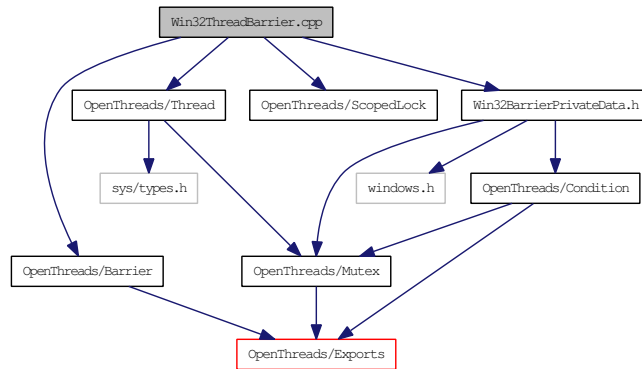 Win32ThreadBarrier.cpp
OpenThreads/Thread
OpenThreads/ScopedLock
Win32BarrierPrivateData.h
sys/types.h
windows.h
OpenThreads/Condition
OpenThreads/Barrier
OpenThreads/Mutex
OpenThreads/Exports